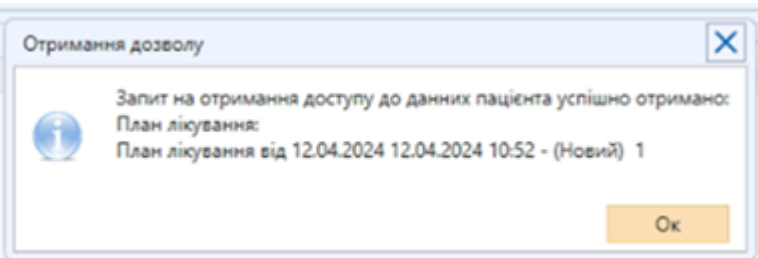 Отримання дозволу
Запит на отримання доступу до данних пацієнта успішно отримано:
План лікування:
План лікування від 12.04.2024 12.04.2024 10:52 - (Новий) 1
Ок